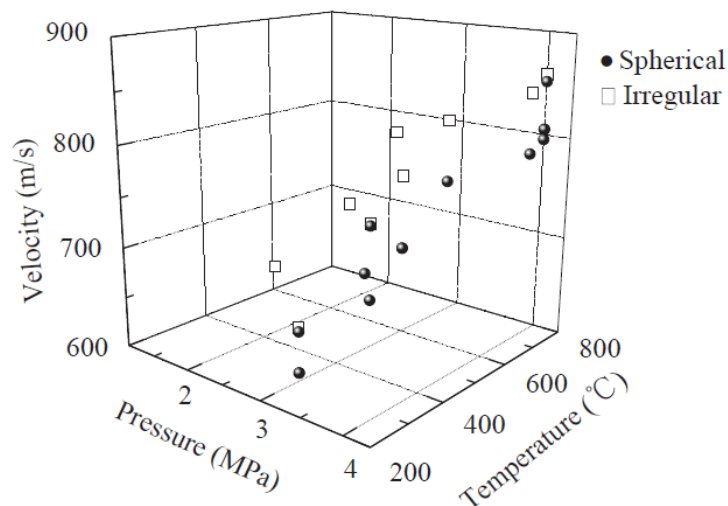 900
800
700
600
Velocity (m/s)
2
3
4
Pressure (MPa)
200
400
600
800
Temperature (℃)
Spherical
Irregular